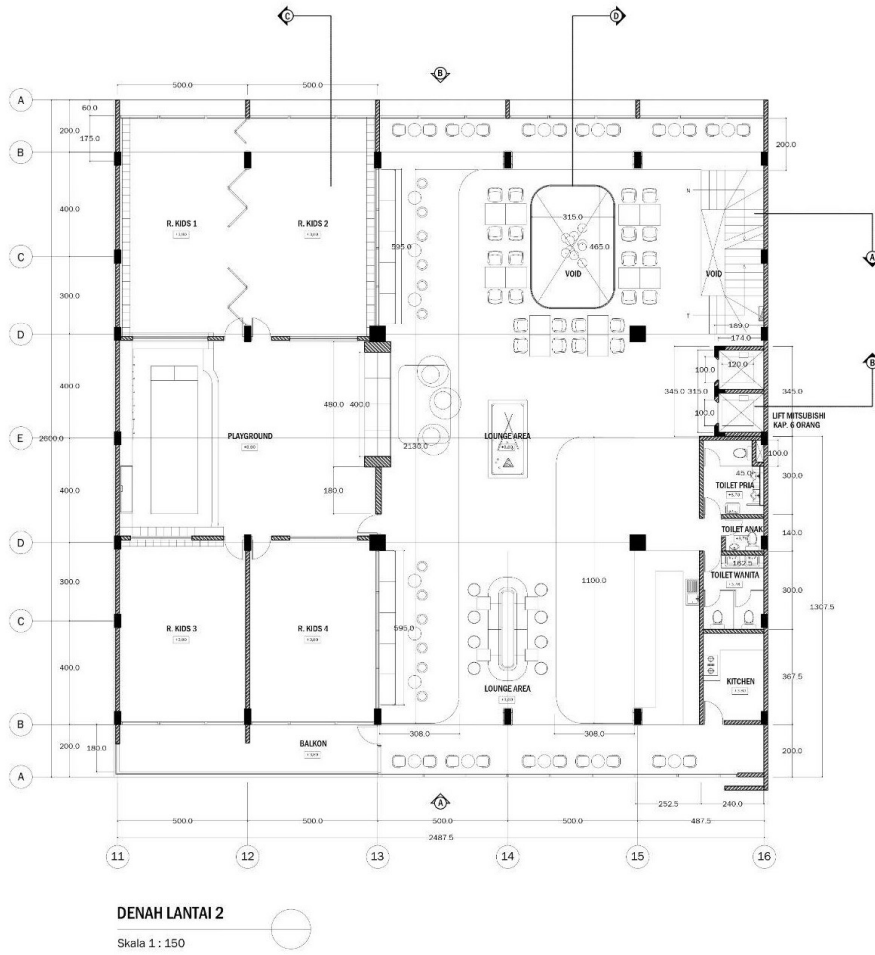 C
D
B
500.0
500.0
A
60.0
200.0
175.0
200.0
B
400.0
R. KIDS 1
R. KIDS 2
315.0
N
595.0
465.0
A
C
VOID
VOID
300.0
T
189.0
D
174.0
100.0
120.0
B
400.0
480.0
400.0
345.0
315.0
345.0
100.0
LIFT MITSUBISHI
KAP. 6 ORANG
E
2600.0
PLAYGROUND
2130.0
LOUNGE AREA
100.0
45.0
300.0
400.0
180.0
TOILET PRIA
D
TOILET ANAK
140.0
162.5
300.0
1100.0
TOILET WANITA
300.0
1307.5
C
R. KIDS 3
R. KIDS 4
595.0
400.0
LOUNGE AREA
KITCHEN
367.5
B
308.0
308.0
200.0
180.0
BALKON
200.0
A
A
252.5
240.0
500.0
500.0
500.0
500.0
487.5
2487.5
11
12
13
14
15
16
DENAH LANTAI 2
Skala 1 : 150